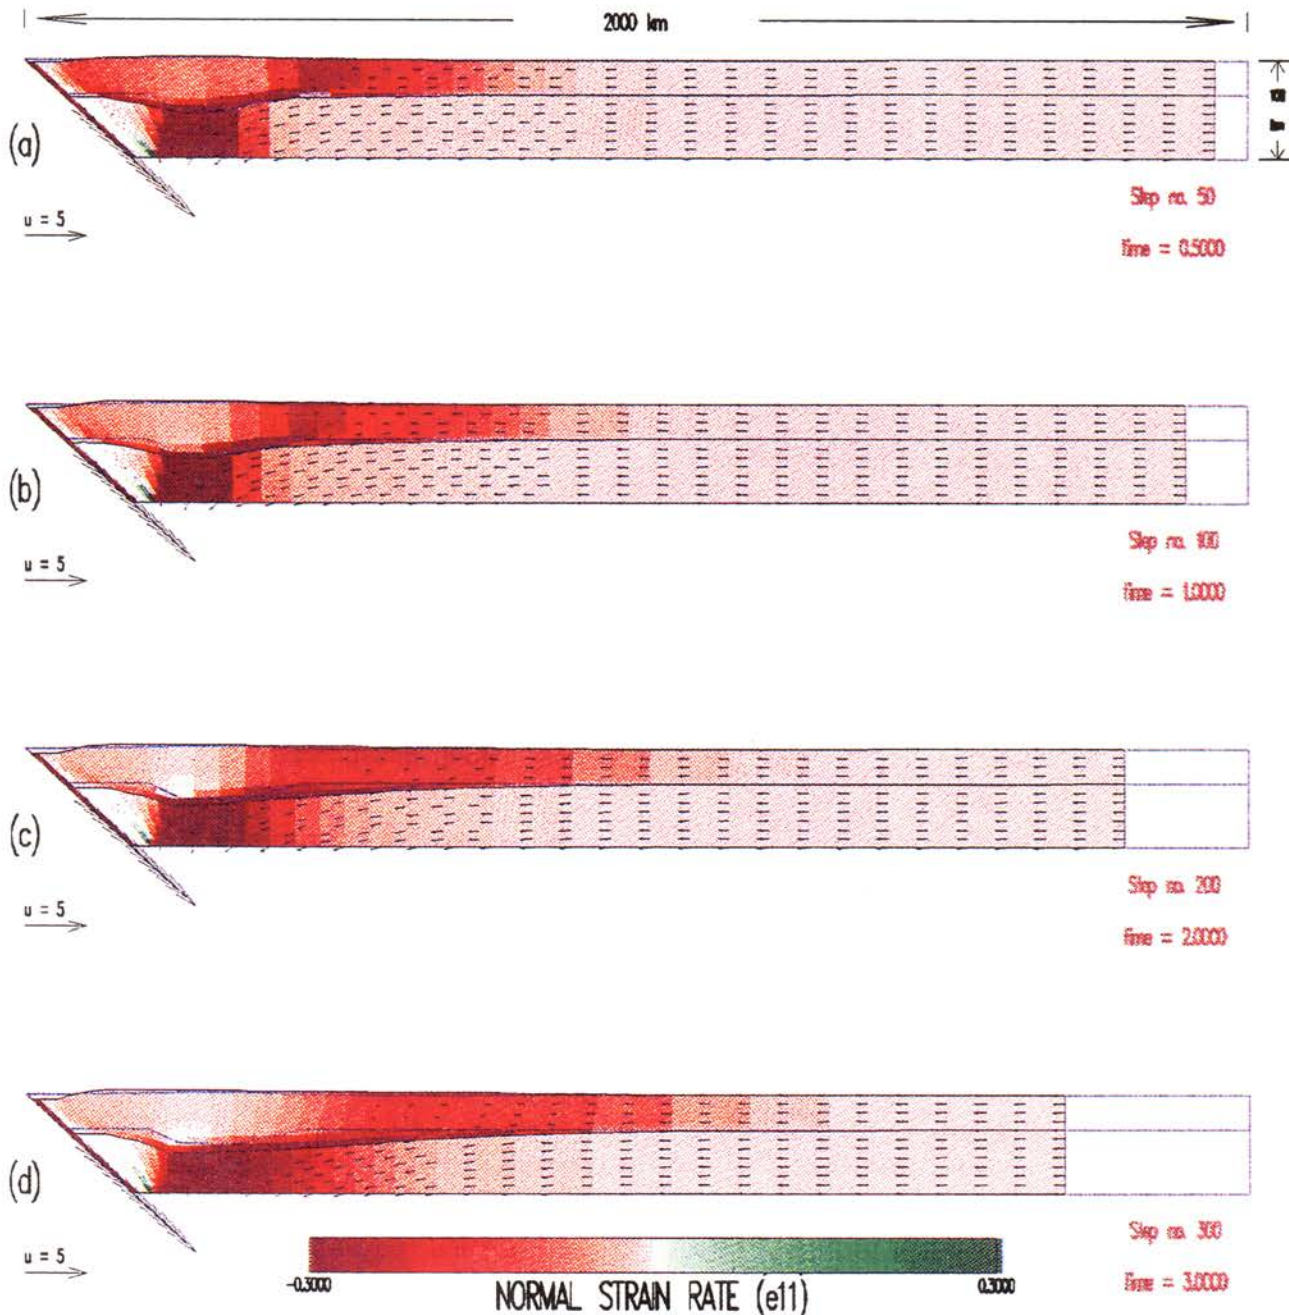 2000 km
(a)
u = 5
Step no. 50
Time = 0.5000
(b)
u = 5
Step no. 100
Time = 1.0000
(c)
u = 5
Step no. 200
Time = 2.0000
(d)
u = 5
Step no. 300
Time = 3.0000
-0.3000
0.3000
NORMAL STRAIN RATE (e11)